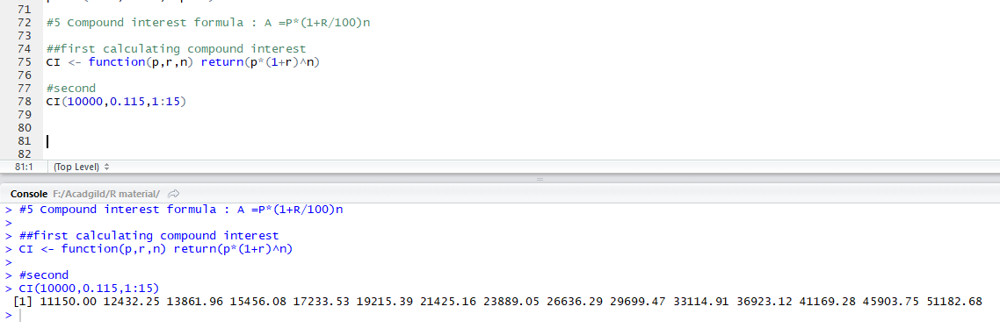 71
72 #5 Compound interest formula : A =P*(1+R/100)n
73
74 ##first calculating compound interest
75 CI <- function(p,r,n) return(p*(1+r)^n)
76
77 #second
78 CI(10000,0.115,1:15)
79
80
81
82
81:1 (Top Level)
Console F:/Acadgild/R material/
> #5 Compound interest formula : A =P*(1+R/100)n
>
> ##first calculating compound interest
> CI <- function(p,r,n) return(p*(1+r)^n)
>
> #second
> CI(10000,0.115,1:15)
[1] 11150.00 12432.25 13861.96 15456.08 17233.53 19215.39 21425.16 23889.05 26636.29 29699.47 33114.91 36923.12 41169.28 45903.75 51182.68
>